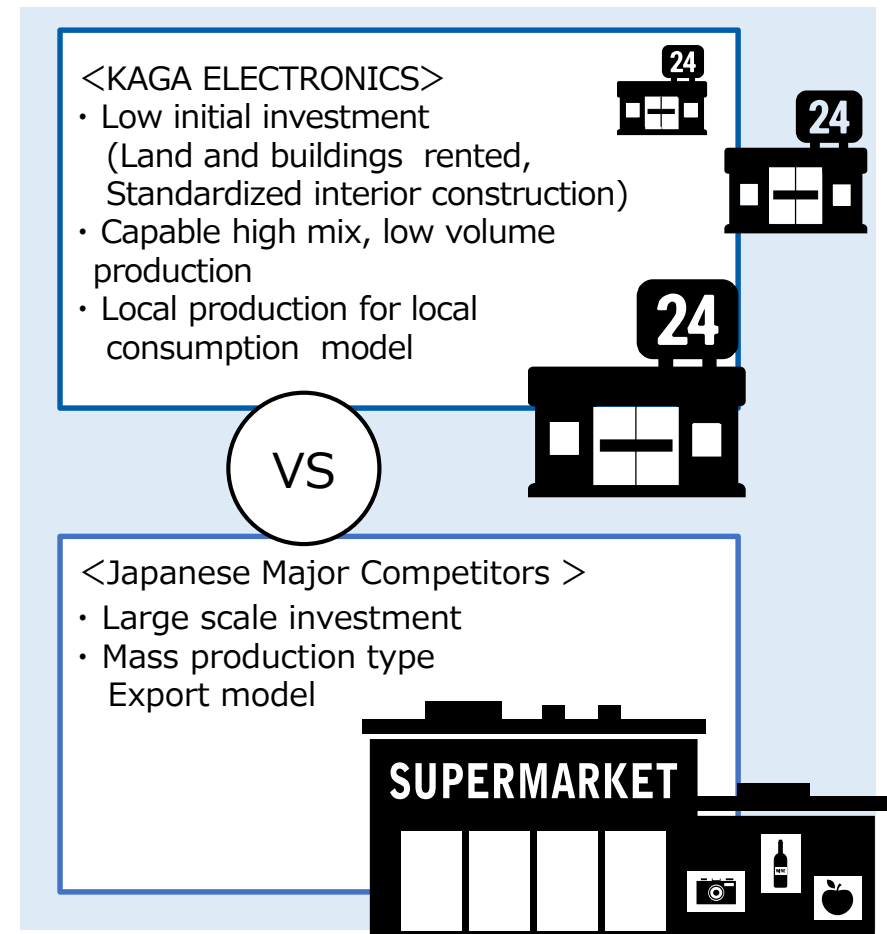 <KAGA ELECTRONICS>
24
24
・Low initial investment
(Land and buildings rented,
Standardized interior construction)
・Capable high mix, low volume
production
・Local production for local
consumption model
24
VS
<Japanese Major Competitors >
・Large scale investment
・Mass production type
Export model
SUPERMARKET